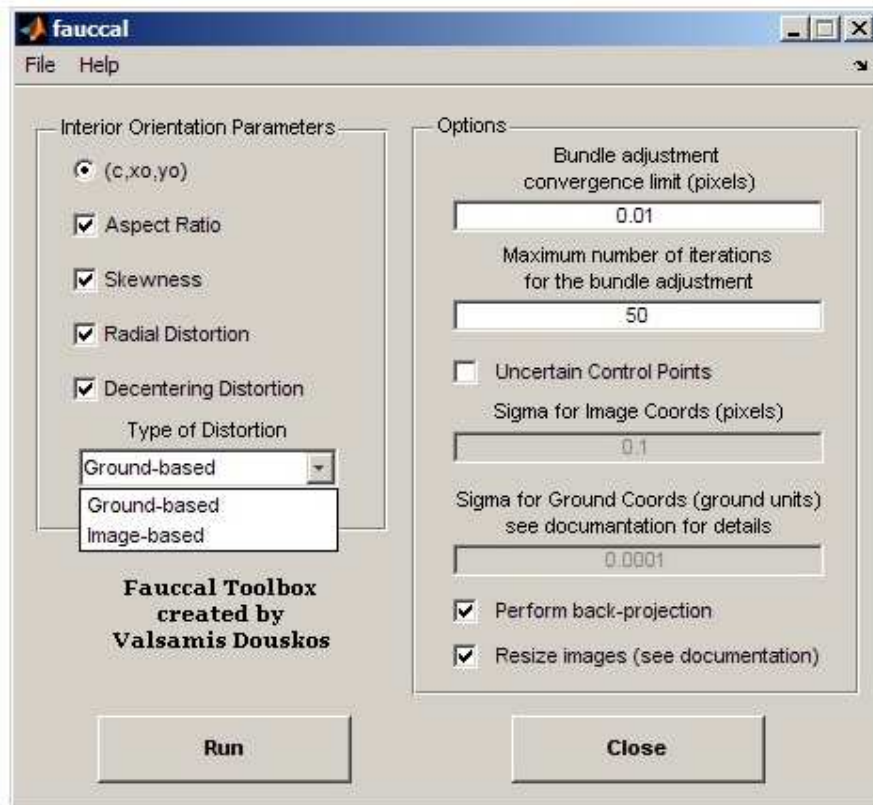 fauccal
File Help
Interior Orientation Parameters
(c,xo,yo)
Aspect Ratio
Skewness
Radial Distortion
Decentering Distortion
Type of Distortion
Ground-based
Ground-based
Image-based
Fauccal Toolbox
created by
Valsamis Douskos
Options
Bundle adjustment
convergence limit (pixels)
0.01
Maximum number of iterations
for the bundle adjustment
50
Uncertain Control Points
Sigma for Image Coords (pixels)
0.1
Sigma for Ground Coords (ground units)
see documantation for details
0.0001
Perform back-projection
Resize images (see documentation)
Run
Close